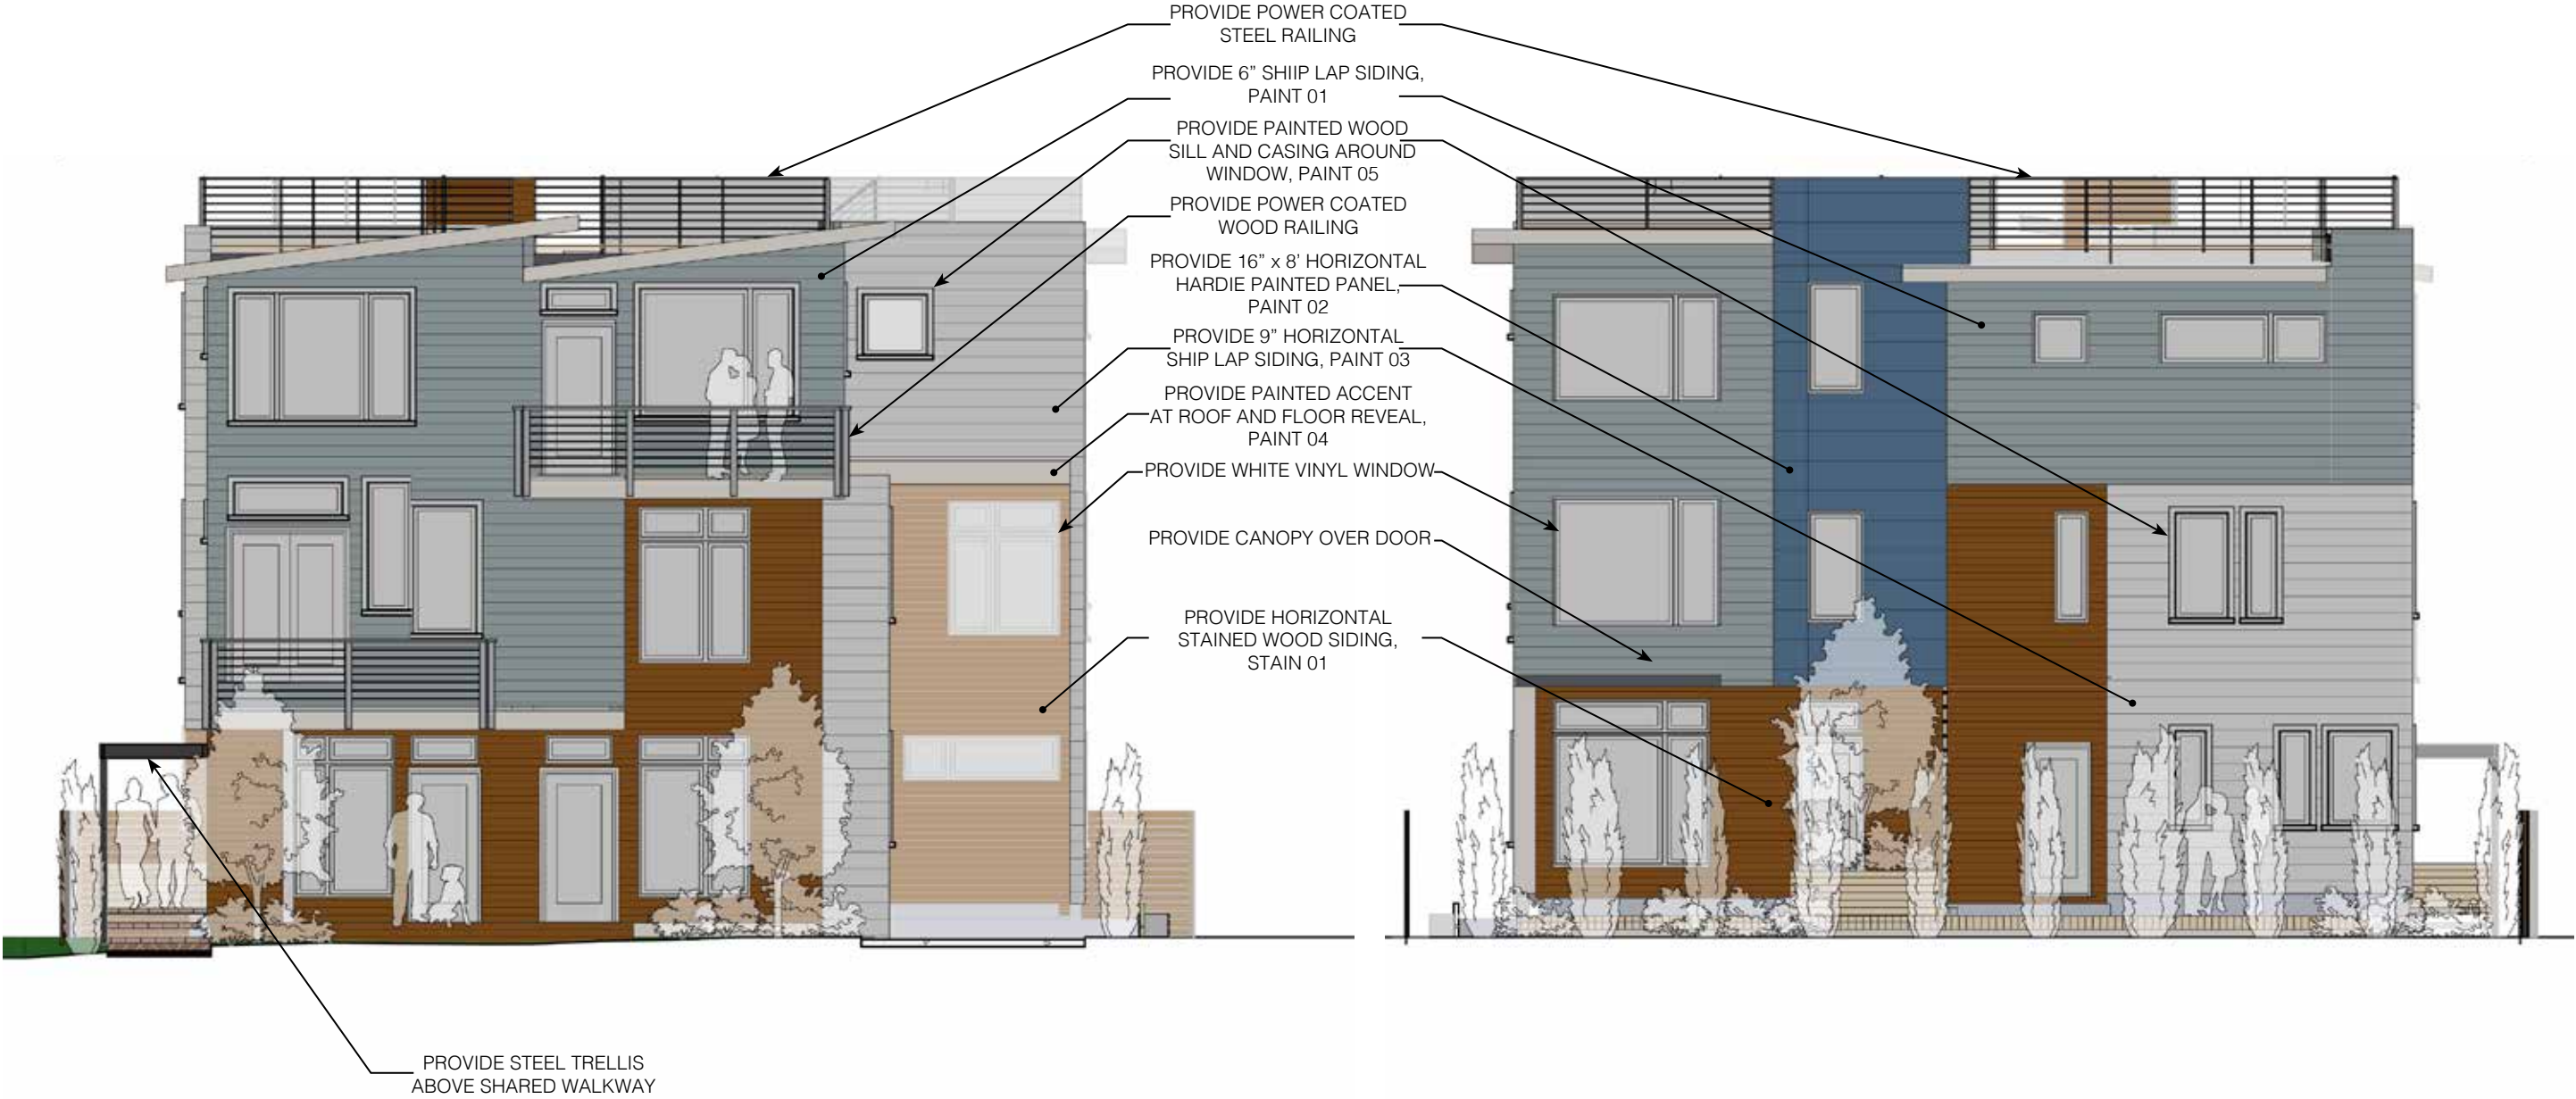 PROVIDE POWER COATED
STEEL RAILING
PROVIDE 6” SHIIP LAP SIDING,
PAINT 01
PROVIDE PAINTED WOOD
SILL AND CASING AROUND
WINDOW, PAINT 05
PROVIDE POWER COATED
WOOD RAILING
PROVIDE 16” x 8’ HORIZONTAL
HARDIE PAINTED PANEL,
PAINT 02
PROVIDE 9” HORIZONTAL
SHIP LAP SIDING, PAINT 03
PROVIDE PAINTED ACCENT
AT ROOF AND FLOOR REVEAL,
PAINT 04
PROVIDE WHITE VINYL WINDOW
PROVIDE CANOPY OVER DOOR
PROVIDE HORIZONTAL
STAINED WOOD SIDING,
STAIN 01
PROVIDE STEEL TRELLIS
ABOVE SHARED WALKWAY